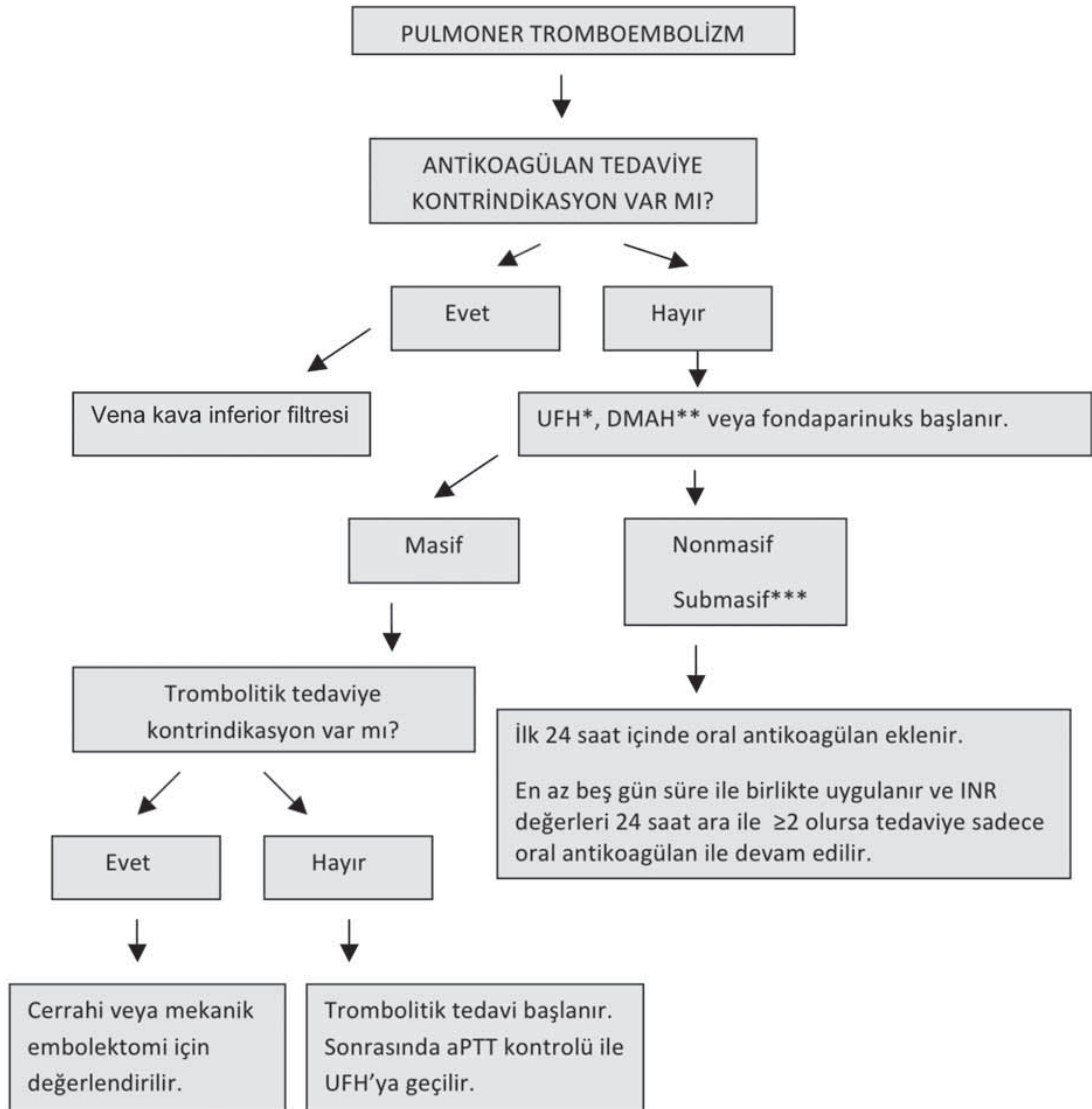 PULMONER TROMBOEMBOLİZM
ANTİKOAGÜLAN TEDAVİYE
KONTRİNDİKASYON VAR MI?
Evet
Hayır
Vena kava inferior filtresi
UFH*, DMAH** veya fondaparinuks başlanır.
Masif
Nonmasif
Submasif***
Trombolitik tedaviye
kontrindikasyon var mı?
İlk 24 saat içinde oral antikoagülan eklenir.
En az beş gün süre ile birlikte uygulanır ve INR
değerleri 24 saat ara ile ≥2 olursa tedaviye sadece
oral antikoagülan ile devam edilir.
Evet
Hayır
Cerrahi veya mekanik
embolektomi için
değerlendirilir.
Trombolitik tedavi başlanır.
Sonrasında aPTT kontrolü ile
UFH’ya geçilir.